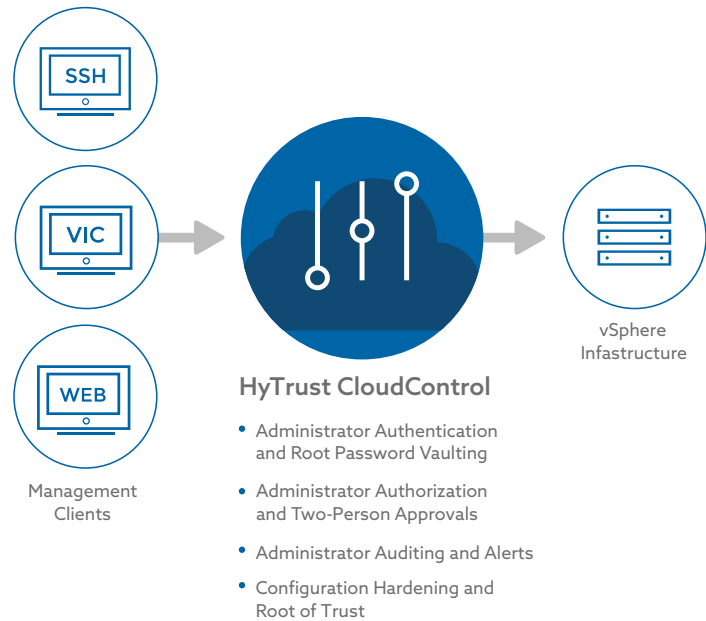 SSH
VIC
WEB
Management
Clients
HyTrust CloudControl
• Administrator Authentication
and Root Password Vaulting
• Administrator Authorization
and Two-Person Approvals
• Administrator Auditing and Alerts
• Configuration Hardening and
Root of Trust
vSphere
Infastructure